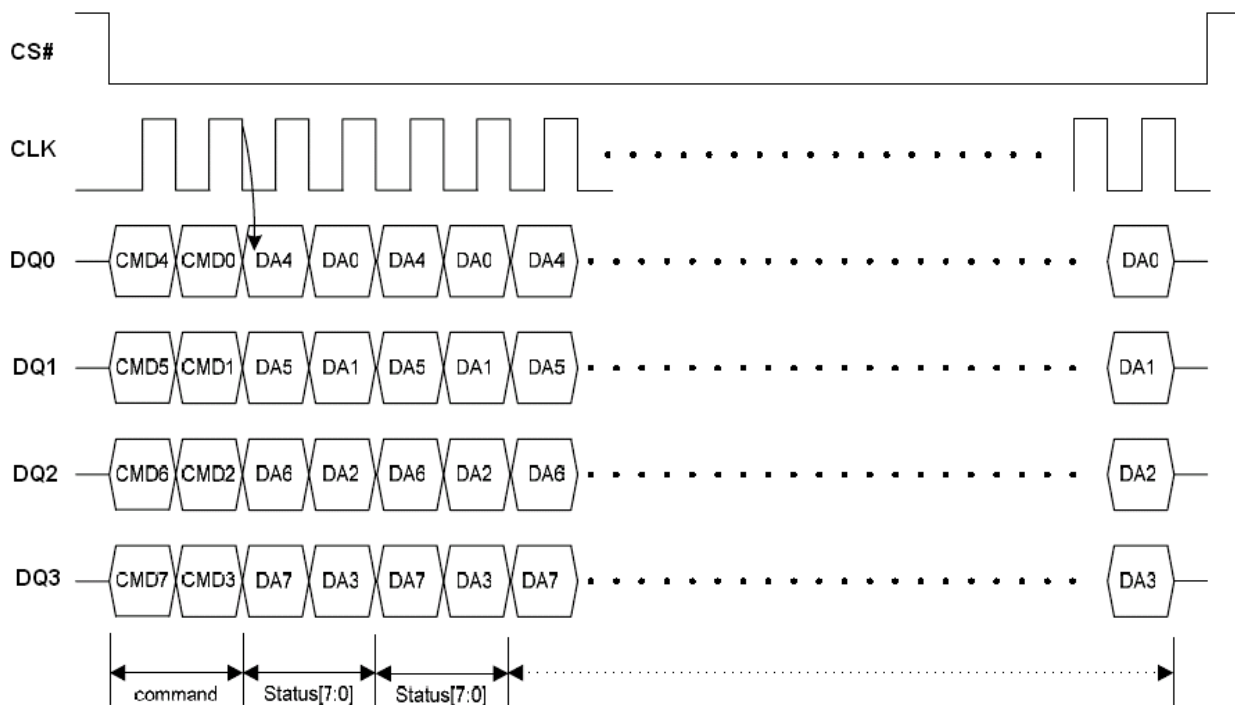 CS#
CLK
DQ0 CMD4 CMD0 DA4 DA0 DA4 DA0 DA4 DA0
DQ1 CMD5 CMD1 DA5 DA1 DA5 DA1 DA5 DA1
DQ2 CMD6 CMD2 DA6 DA2 DA6 DA2 DA6 DA2
DQ3 CMD7 CMD3 DA7 DA3 DA7 DA3 DA7 DA3
command Status[7:0] Status[7:0]